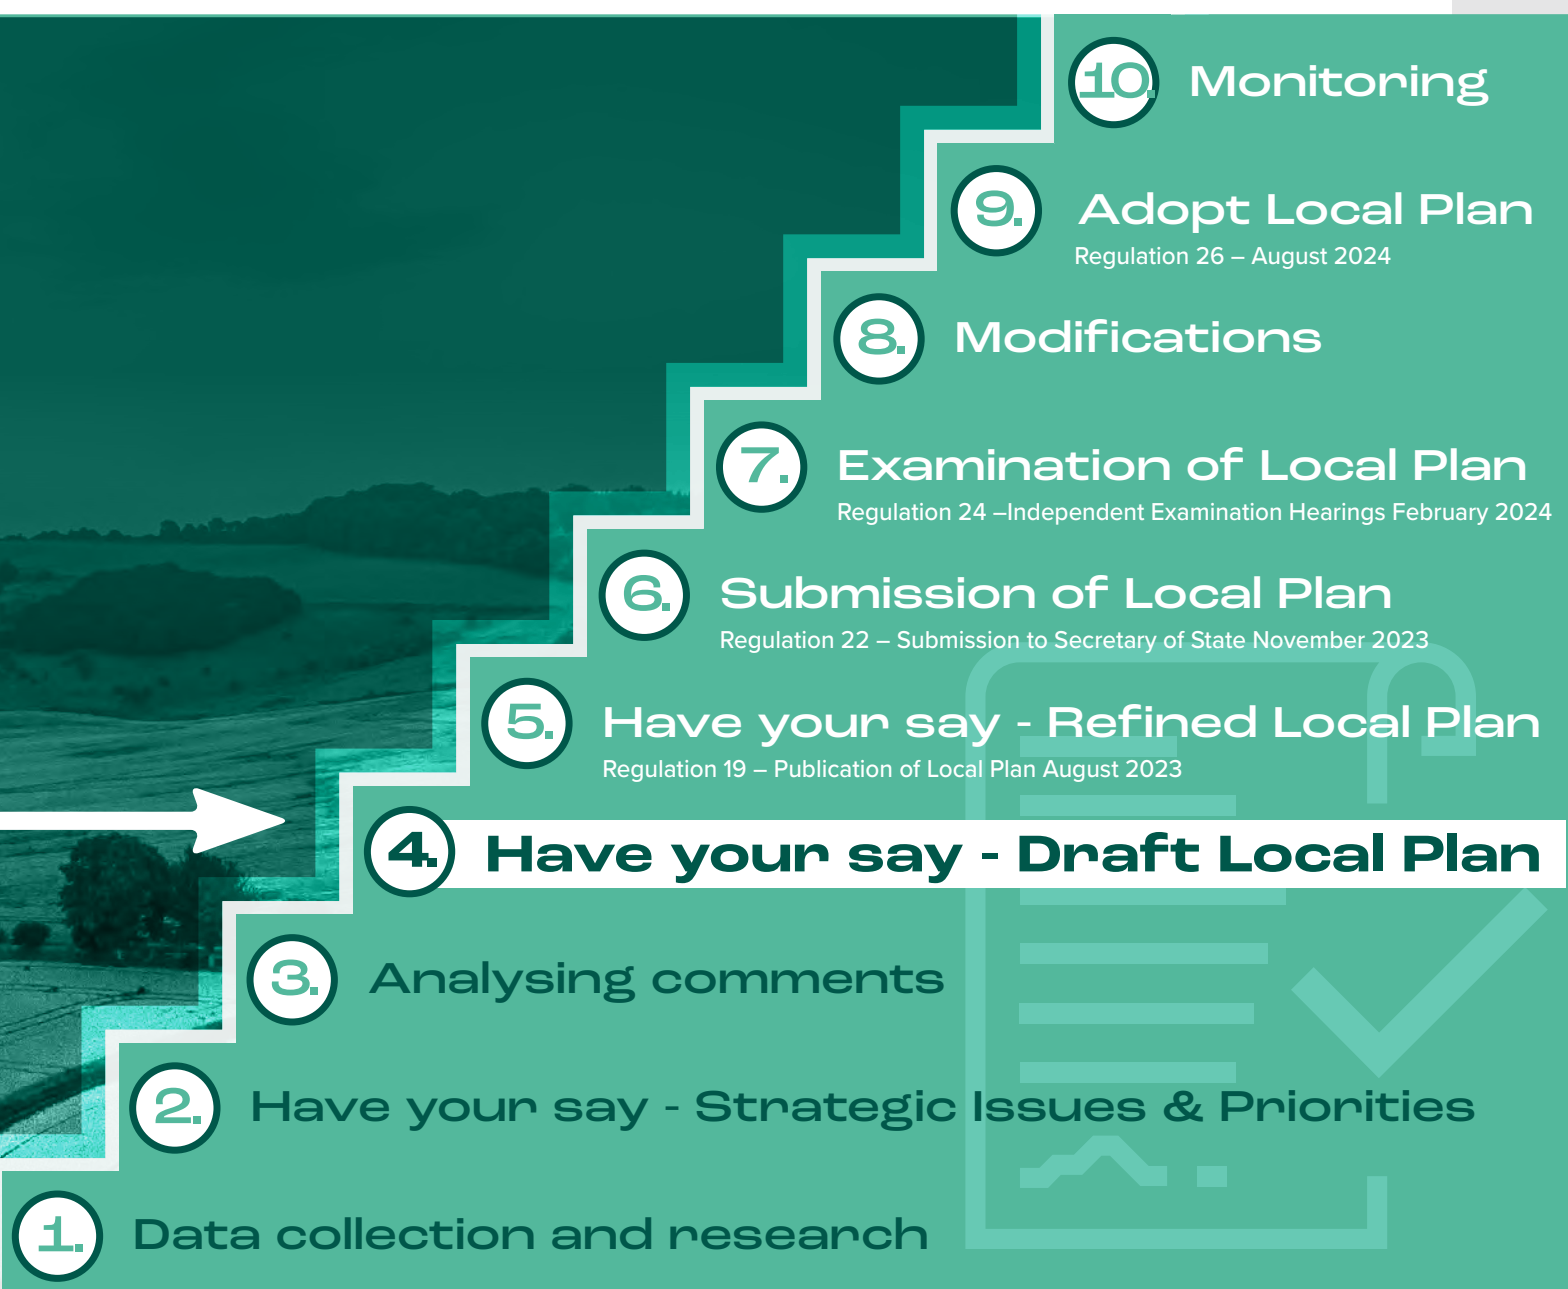 10. Monitoring
9. Adopt Local Plan
Regulation 26 – August 2024
8. Modifications
7. Examination of Local Plan
Regulation 24 –Independent Examination Hearings February 2024
6. Submission of Local Plan
Regulation 22 – Submission to Secretary of State November 2023
5. Have your say - Refined Local Plan
Regulation 19 – Publication of Local Plan August 2023
4. Have your say - Draft Local Plan
3. Analysing comments
2. Have your say - Strategic Issues & Priorities
1. Data collection and research